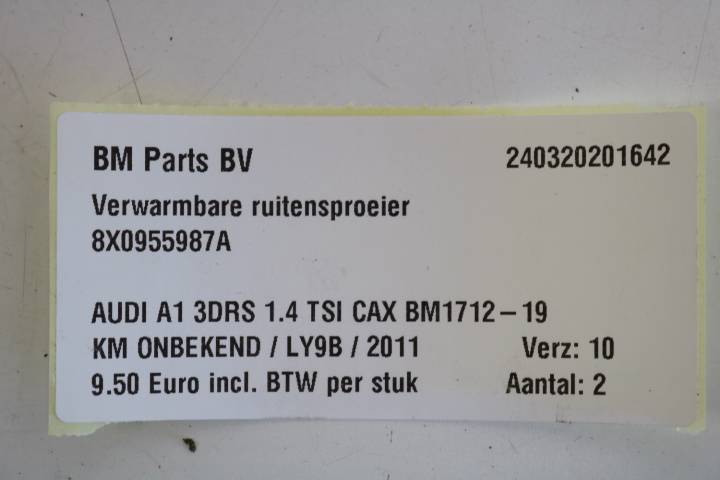 BM Parts BV 240320201642
Verwarmbare ruitensproeier
8X0955987A
AUDI A1 3DRS 1.4 TSI CAX BM1712-19
KM ONBEKEND / LY9B / 2011 Verz: 10
9.50 Euro incl. BTW per stuk Aantal: 2